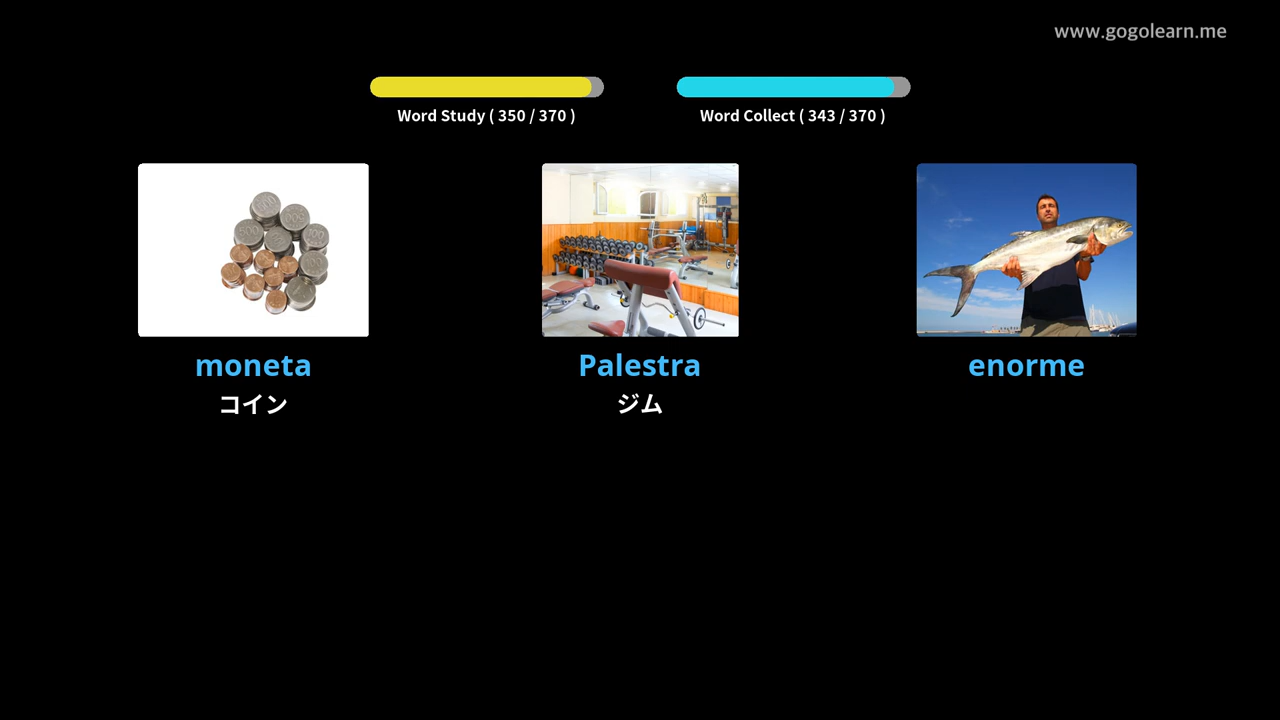 www.gogolearn.me
Word Study ( 350 / 370 )
Word Collect ( 343 / 370 )
moneta
コイン
Palestra
ジム
enorme